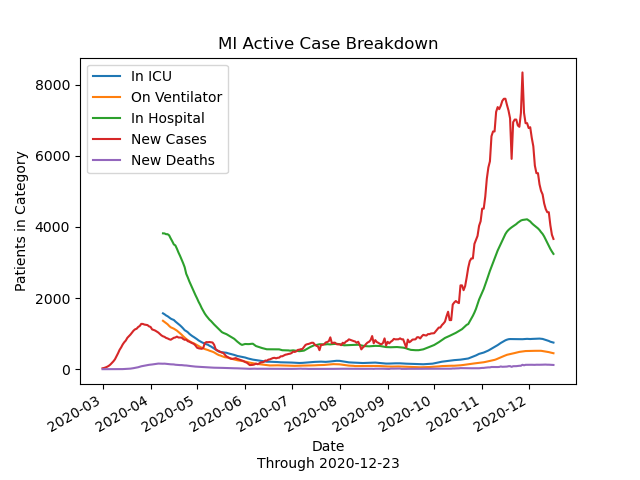 MI Active Case Breakdown
In ICU
On Ventilator
In Hospital
New Cases
New Deaths
Patients in Category
8000
6000
4000
2000
0
2020-03
2020-04
2020-05
2020-06
2020-07
2020-08
2020-09
2020-10
2020-11
2020-12
Date
Through 2020-12-23